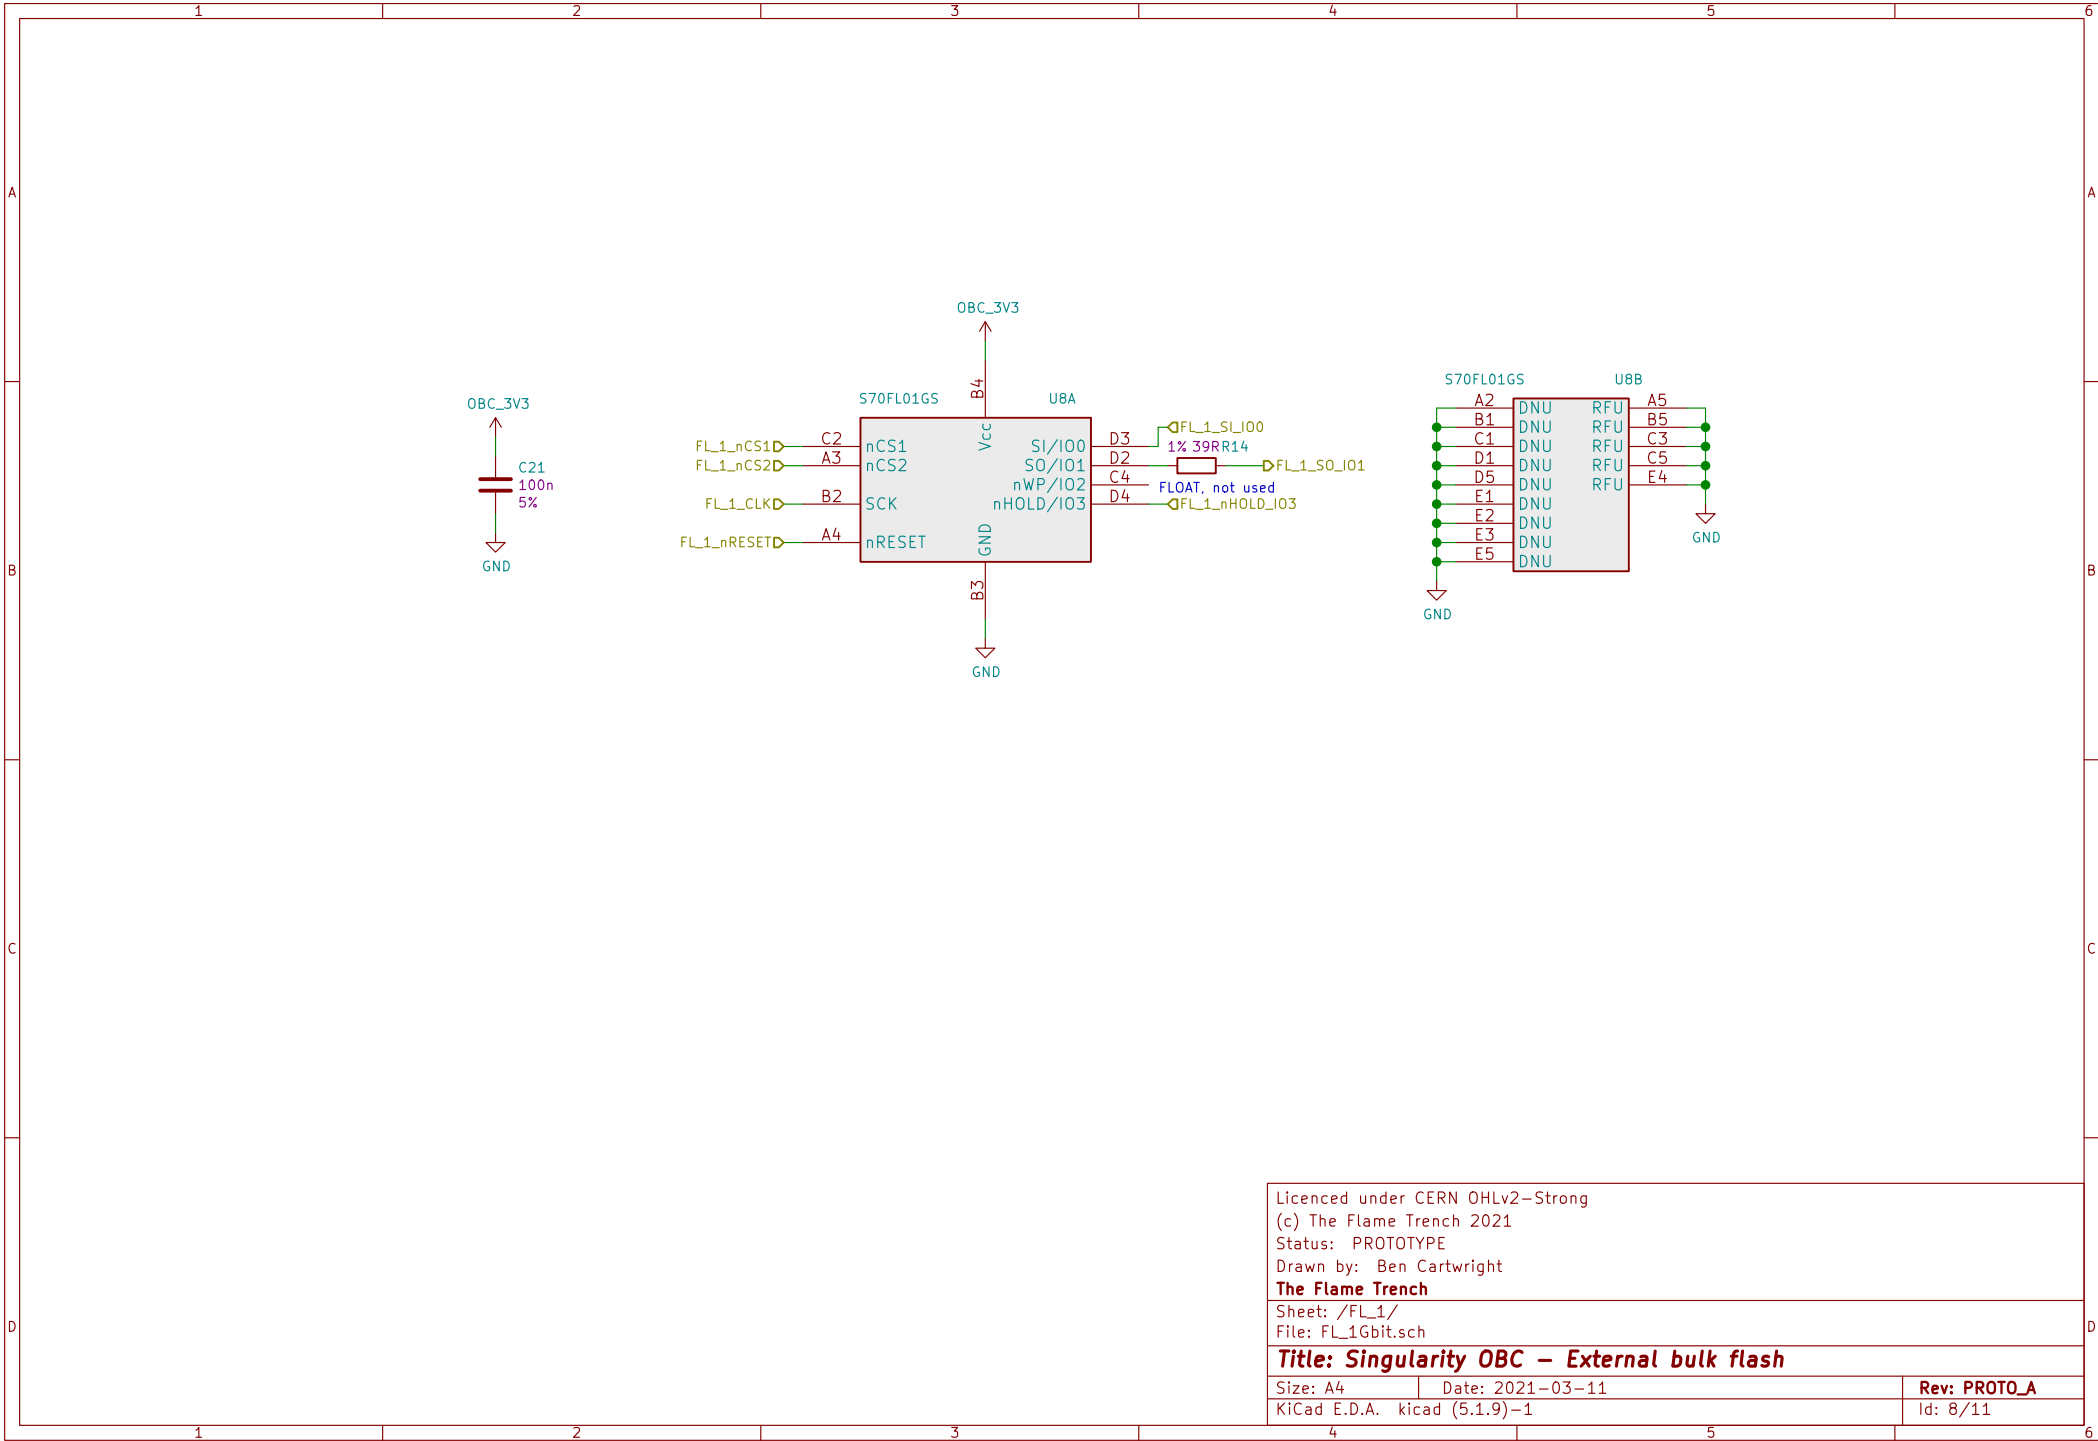 1 2 3 4 5 6
A A
OBC_3V3
S70FL01GS U8B
OBC_3V3
S70FL01GS U8A
B4
A2 DNU RFU A5
B1 DNU RFU B5
C1 DNU RFU C3
D1 DNU RFU C5
D5 DNU RFU E4
E1 DNU
E2 DNU
E3 DNU
E5 DNU
GND
GND
C21
100n
5%
GND
FL_1_nCS1 C2 nCS1
FL_1_nCS2 A3 nCS2
FL_1_CLK B2 SCK
FL_1_nRESET A4 nRESET
Vcc
GND
SI/IO0 D3 FL_1_SI_IO0
1% 39R R14
SO/IO1 D2 FL_1_SO_IO1
nWP/IO2 C4 FLOAT, not used
nHOLD/IO3 D4 FL_1_nHOLD_IO3
B3
GND
B B
C C
D D
Licenced under CERN OHLv2-Strong
(c) The Flame Trench 2021
Status: PROTOTYPE
Drawn by: Ben Cartwright
The Flame Trench
Sheet: /FL_1/
File: FL_1Gbit.sch
Title: Singularity OBC - External bulk flash
Size: A4 Date: 2021-03-11 Rev: PROTO_A
KiCad E.D.A. kicad (5.1.9)-1 Id: 8/11
1 2 3 4 5 6